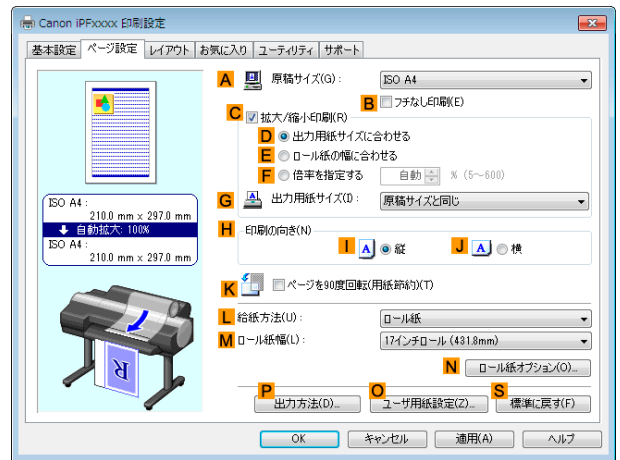 Canon iPFxxxx 印刷設定
基本設定 ページ設定 レイアウト お気に入り ユーティリティ サポート
A 原稿サイズ(G): ISO A4
B フチなし印刷(E)
C 拡大/縮小印刷(R)
D 出力用紙サイズに合わせる
E ロール紙の幅に合わせる
F 倍率を指定する 自動 % (5～600)
G 出力用紙サイズ(I): 原稿サイズと同じ
ISO A4 :
210.0 mm x 297.0 mm
自動拡大: 100%
ISO A4 :
210.0 mm x 297.0 mm
H 印刷の向き(N)
I A 縦 J A 横
K ページを90度回転(用紙節約)(T)
L 給紙方法(U): ロール紙
M ロール紙幅(L): 17インチロール (431.8mm)
N ロール紙オプション(O)...
R
P 出力方法(D)... O ユーザ用紙設定(Z)... S 標準に戻す(F)
OK キャンセル 適用(A) ヘルプ